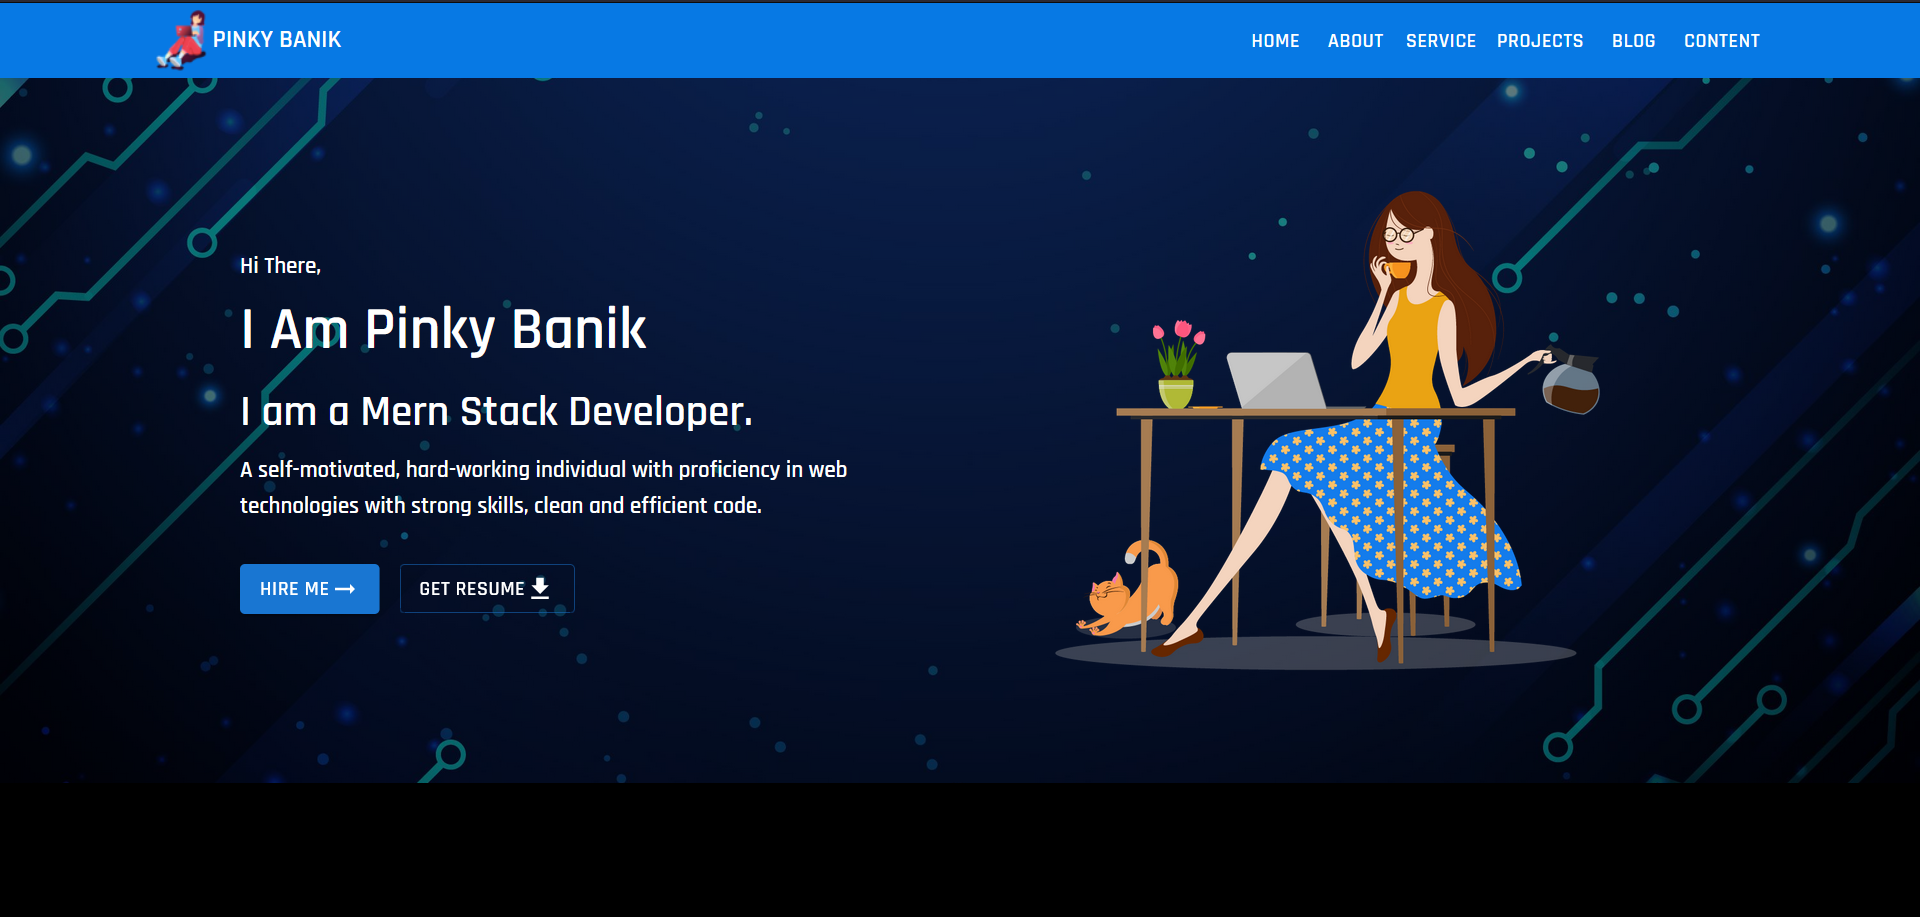 PINKY BANIK
HOME ABOUT SERVICE PROJECTS BLOG CONTENT
Hi There,
I Am Pinky Banik
I am a Mern Stack Developer.
A self-motivated, hard-working individual with proficiency in web
technologies with strong skills, clean and efficient code.
HIRE ME
GET RESUME